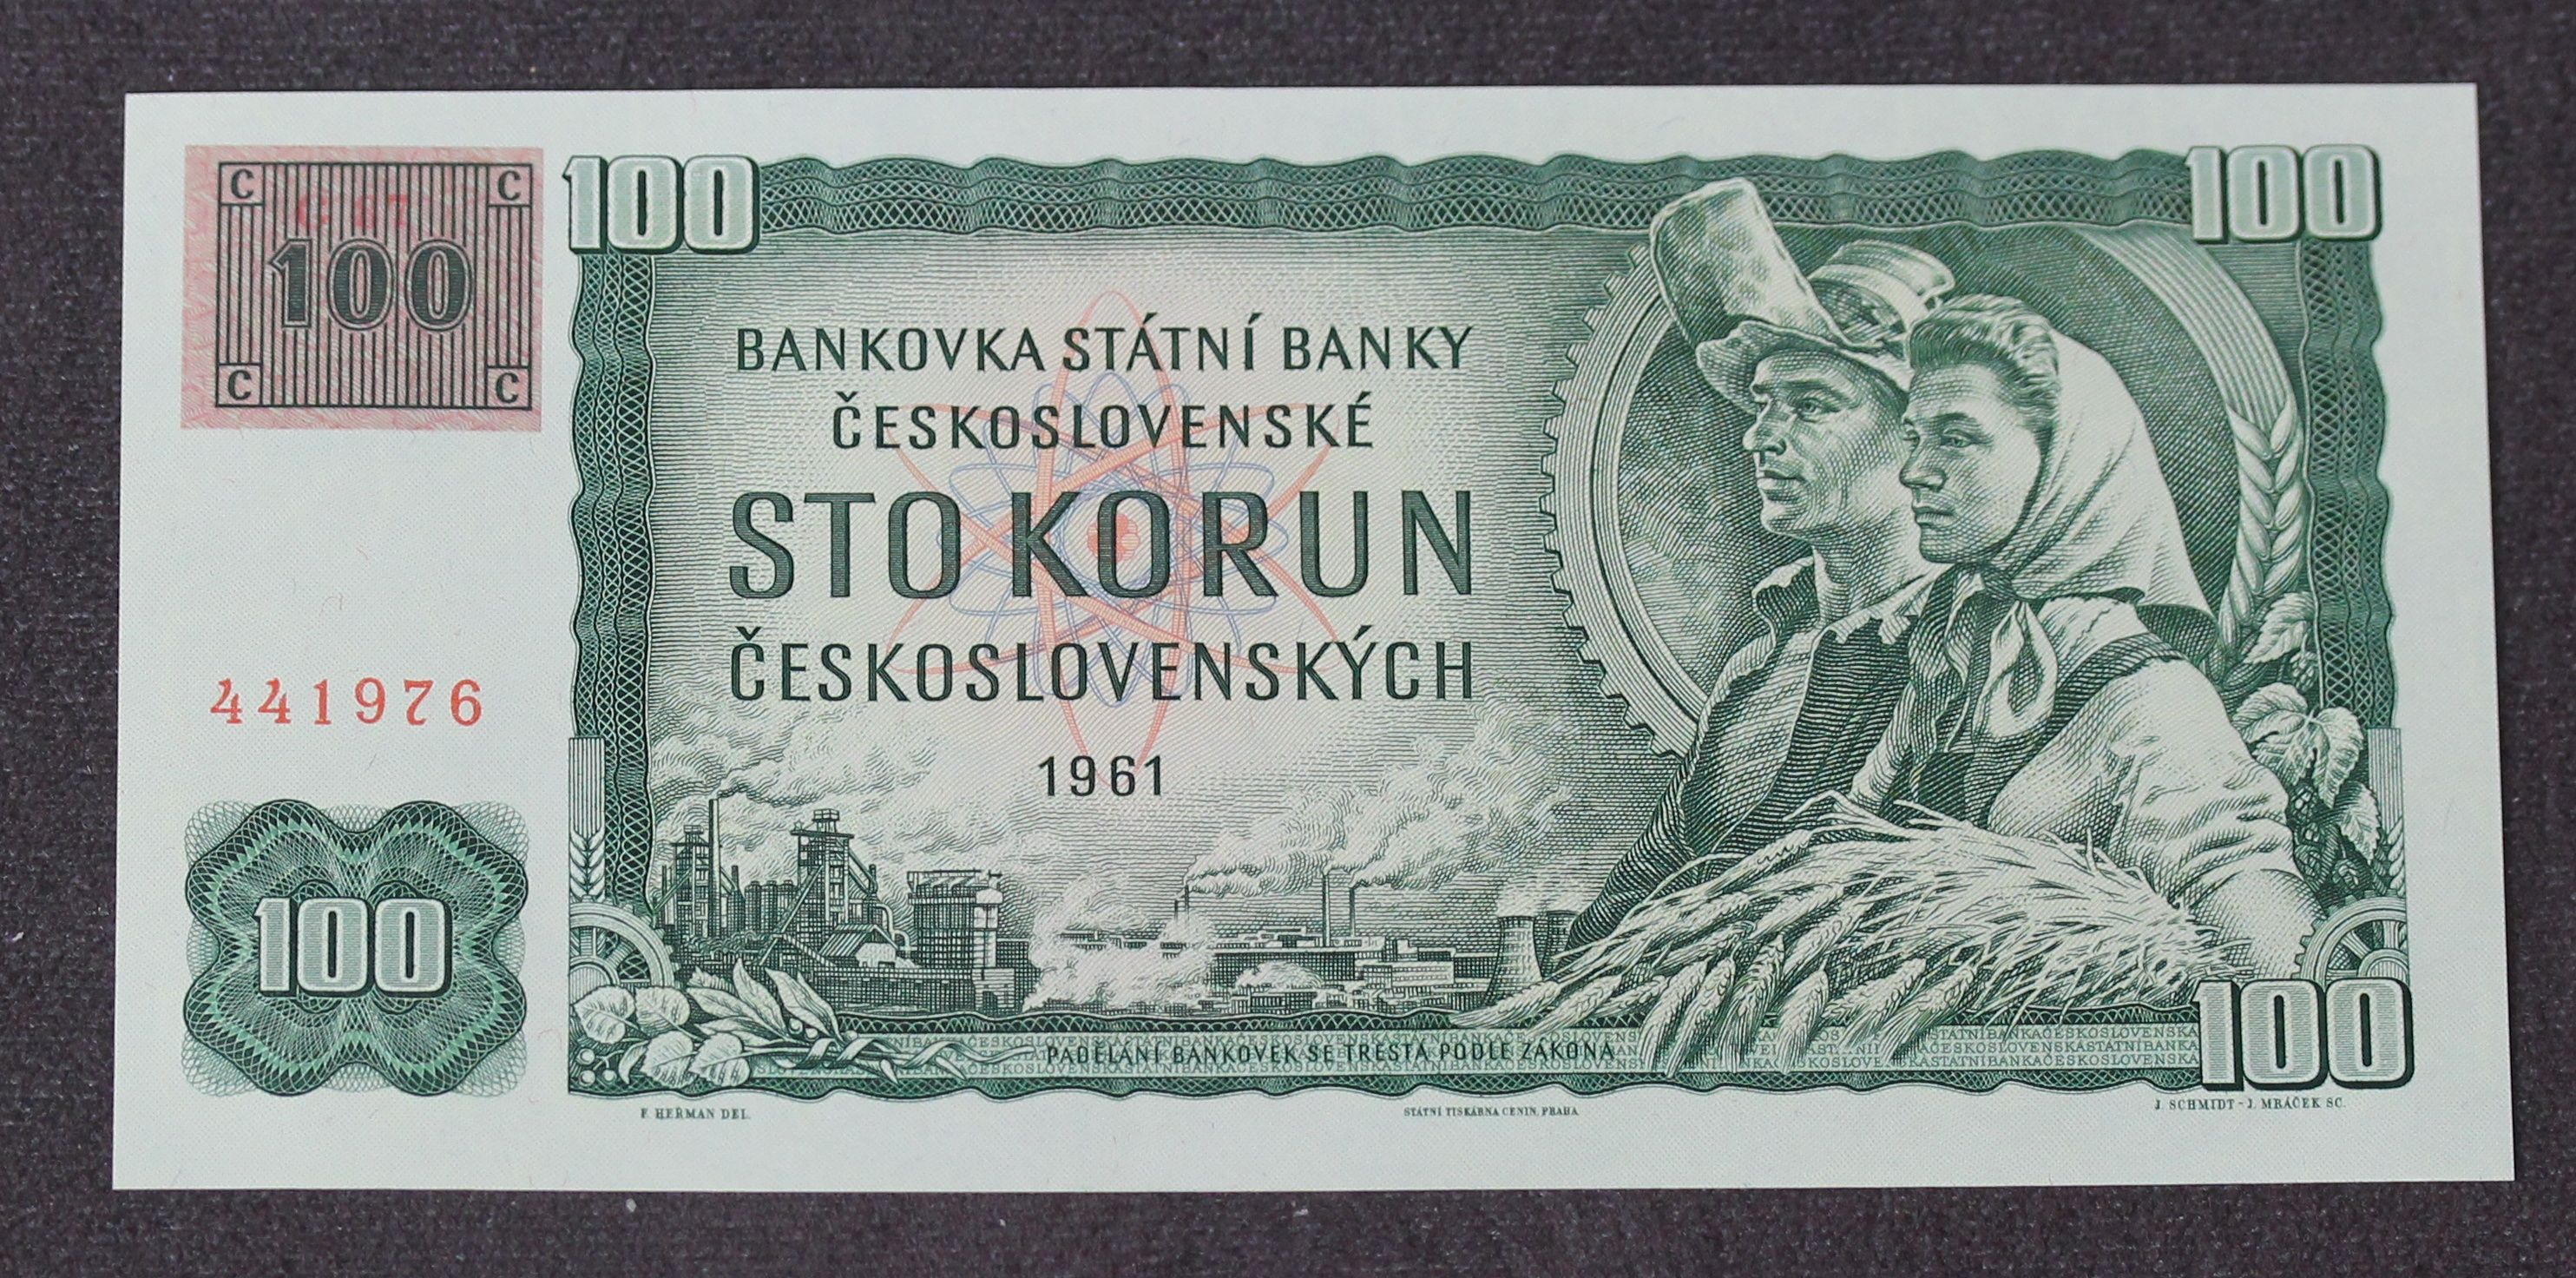 C C
G 67
100
C C
100
100
BANKOVKA STÁTNÍ BANKY
ČESKOSLOVENSKÉ
STO KORUN
ČESKOSLOVENSKÝCH
441976
1961
100
PADĚLÁNÍ BANKOVEK SE TRESTÁ PODLE ZÁKONA
100
F. HEŘMAN DEL.
STÁTNÍ TISKÁRNA CENIN, PRAHA
J. SCHMIDT - J. MRÁČEK SC.